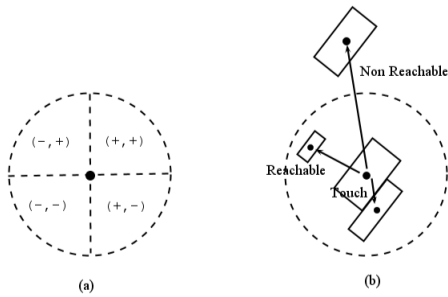 (-,+) (+,+)
(-,-) (+,-)
(a)
Non Reachable
Reachable
Touch
(b)